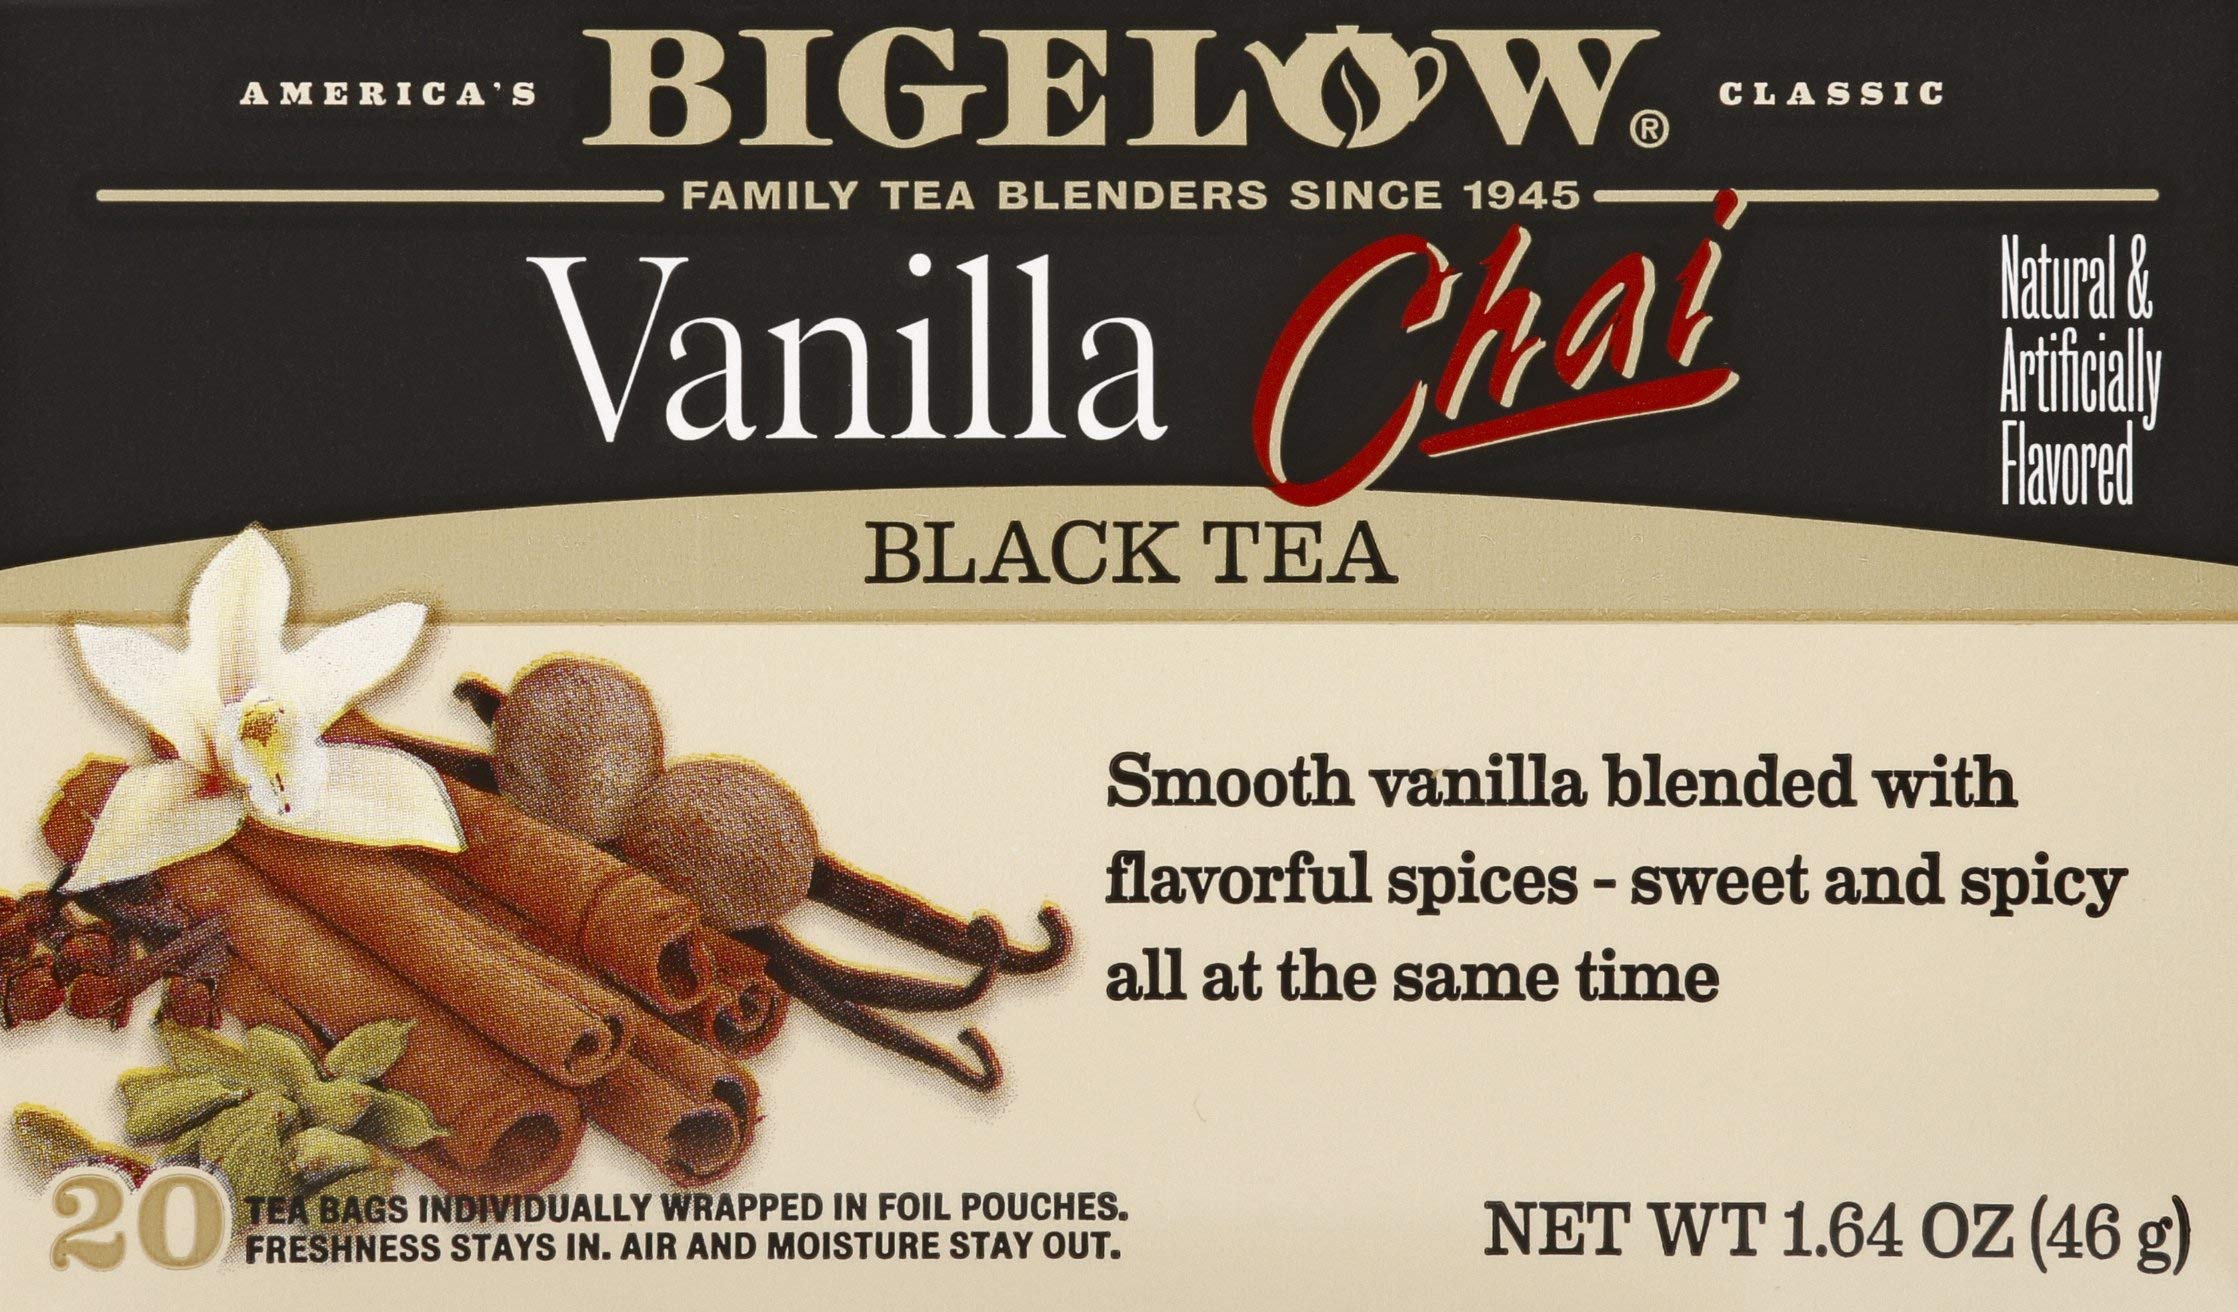 AMERICA'S BIGELOW® CLASSIC
FAMILY TEA BLENDERS SINCE 1945
Vanilla Chai
Natural &
Artificially
Flavored
BLACK TEA
Smooth vanilla blended with
flavorful spices - sweet and spicy
all at the same time
20 TEA BAGS INDIVIDUALLY WRAPPED IN FOIL POUCHES.
FRESHNESS STAYS IN. AIR AND MOISTURE STAY OUT.
NET WT 1.64 OZ (46 g)